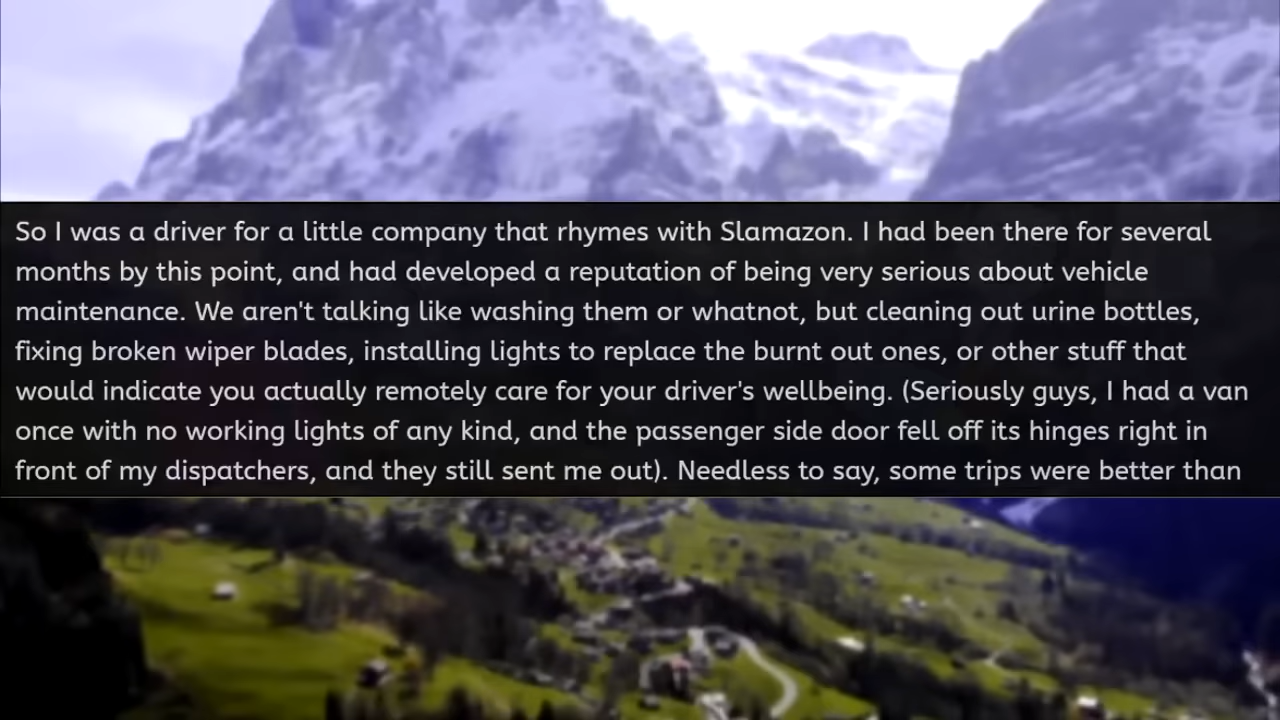 So I was a driver for a little company that rhymes with Slamazon. I had been there for several
months by this point, and had developed a reputation of being very serious about vehicle
maintenance. We aren't talking like washing them or whatnot, but cleaning out urine bottles,
fixing broken wiper blades, installing lights to replace the burnt out ones, or other stuff that
would indicate you actually remotely care for your driver's wellbeing. (Seriously guys, I had a van
once with no working lights of any kind, and the passenger side door fell off its hinges right in
front of my dispatchers, and they still sent me out). Needless to say, some trips were better than